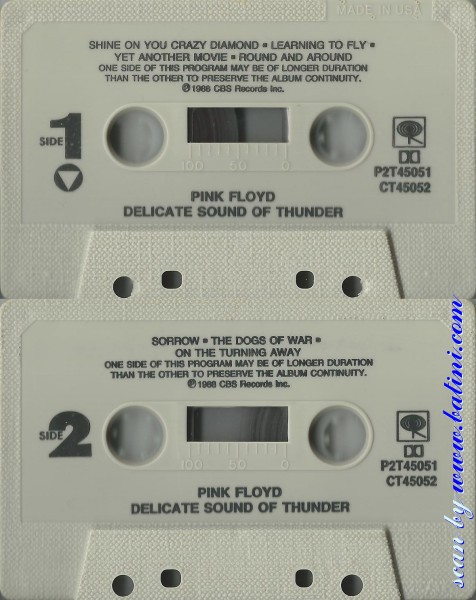 MADE IN U.S.A.
SHINE ON YOU CRAZY DIAMOND ▪ LEARNING TO FLY ▪
YET ANOTHER MOVIE ▪ ROUND AND AROUND
ONE SIDE OF THIS PROGRAM MAY BE OF LONGER DURATION
THAN THE OTHER TO PRESERVE THE ALBUM CONTINUITY.
℗ 1988 CBS Records Inc.
SIDE 1
100 50 0
P2T45051
CT45052
PINK FLOYD
DELICATE SOUND OF THUNDER
SORROW ▪ THE DOGS OF WAR ▪
ON THE TURNING AWAY
ONE SIDE OF THIS PROGRAM MAY BE OF LONGER DURATION
THAN THE OTHER TO PRESERVE THE ALBUM CONTINUITY.
℗ 1988 CBS Records Inc.
SIDE 2
100 50 0
P2T45051
CT45052
PINK FLOYD
DELICATE SOUND OF THUNDER
scan by www.batini.com